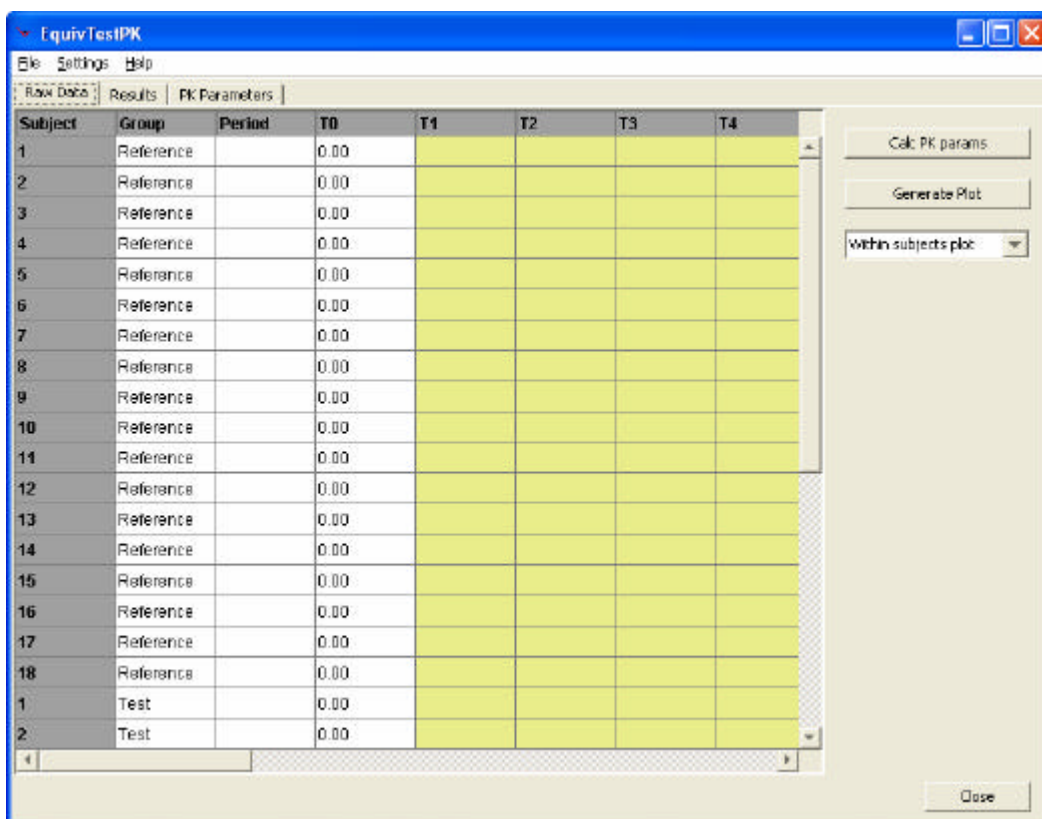 EquivTestPK
File Settings Help
Raw Data Results PK Parameters
Subject Group Period T0 T1 T2 T3 T4
1 Reference 0.00
2 Reference 0.00
3 Reference 0.00
4 Reference 0.00
5 Reference 0.00
6 Reference 0.00
7 Reference 0.00
8 Reference 0.00
9 Reference 0.00
10 Reference 0.00
11 Reference 0.00
12 Reference 0.00
13 Reference 0.00
14 Reference 0.00
15 Reference 0.00
16 Reference 0.00
17 Reference 0.00
18 Reference 0.00
1 Test 0.00
2 Test 0.00
Calc PK params
Generate Plot
Within subjects plot
Close